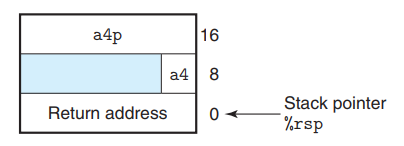 a4p 16
a4 8
Return address 0
Stack pointer
%rsp